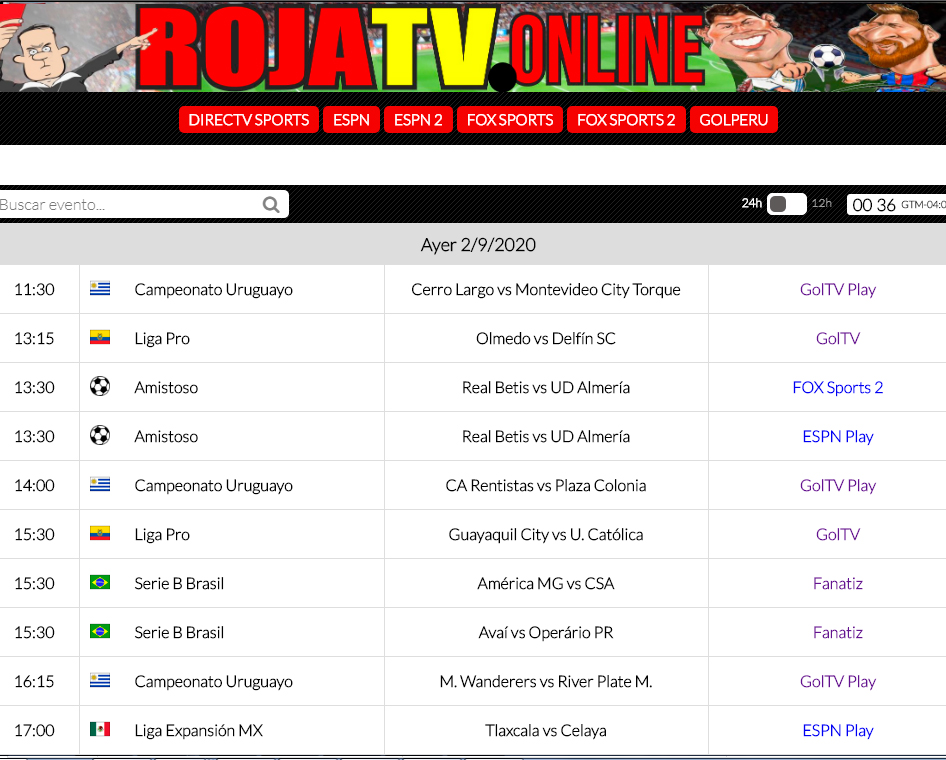 ROJATV.ONLINE
DIRECTV SPORTS ESPN ESPN 2 FOX SPORTS FOX SPORTS 2 GOLPERU
Buscar evento... 24h 12h 00 36 GTM-04:0
Ayer 2/9/2020
11:30 Campeonato Uruguayo Cerro Largo vs Montevideo City Torque GolTV Play
13:15 Liga Pro Olmedo vs Delfín SC GolTV
13:30 Amistoso Real Betis vs UD Almería FOX Sports 2
13:30 Amistoso Real Betis vs UD Almería ESPN Play
14:00 Campeonato Uruguayo CA Rentistas vs Plaza Colonia GolTV Play
15:30 Liga Pro Guayaquil City vs U. Católica GolTV
15:30 Serie B Brasil América MG vs CSA Fanatiz
15:30 Serie B Brasil Avaí vs Operário PR Fanatiz
16:15 Campeonato Uruguayo M. Wanderers vs River Plate M. GolTV Play
17:00 Liga Expansión MX Tlaxcala vs Celaya ESPN Play